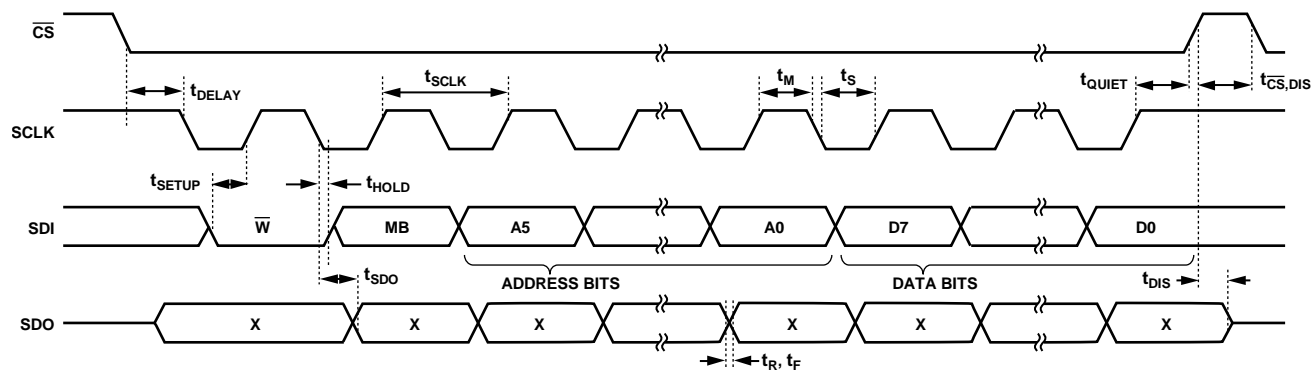 CS
tSCLK
tM
tS
tQUIET
tCS,DIS
tDELAY
SCLK
tSETUP
tHOLD
SDI
W
MB
A5
A0
D7
D0
tSDO
ADDRESS BITS
DATA BITS
tDIS
SDO
X
X
X
X
X
X
tR, tF